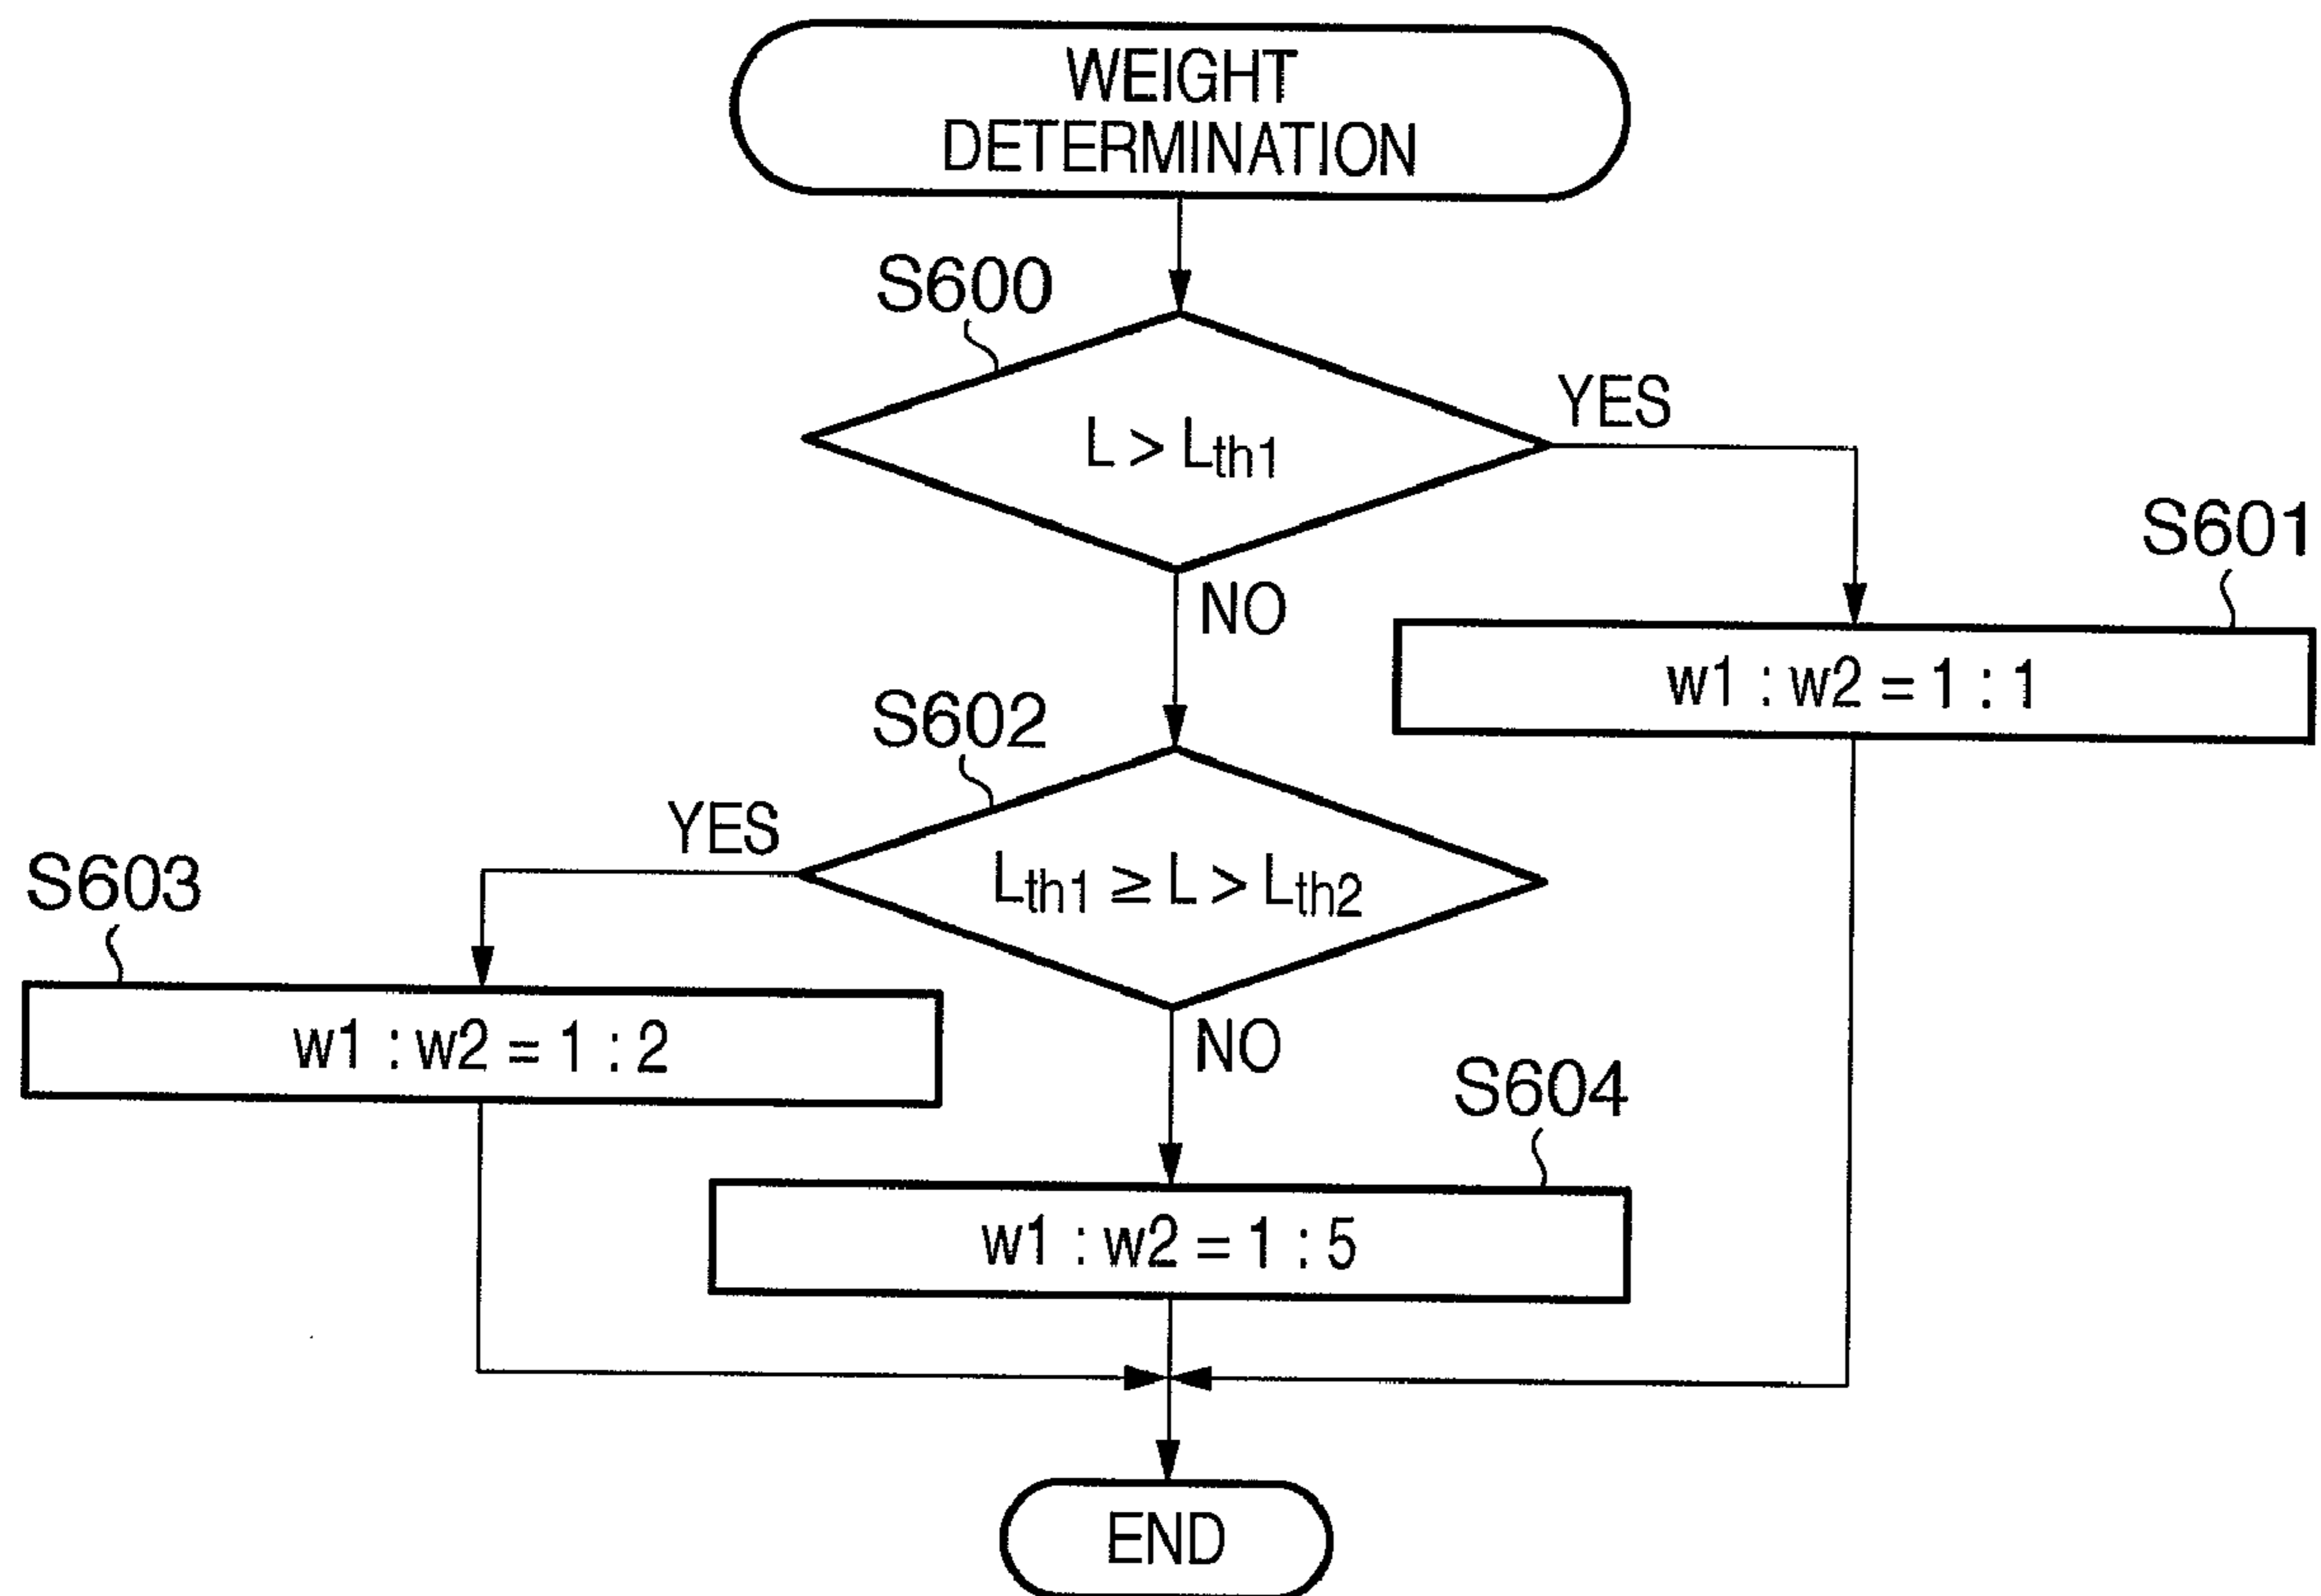 WEIGHT
DETERMINATION
S600
L > Lth1
YES
NO
S601
w1 : w2 = 1 : 1
S602
Lth1 ≥ L > Lth2
YES
NO
S603
w1 : w2 = 1 : 2
S604
w1 : w2 = 1 : 5
END